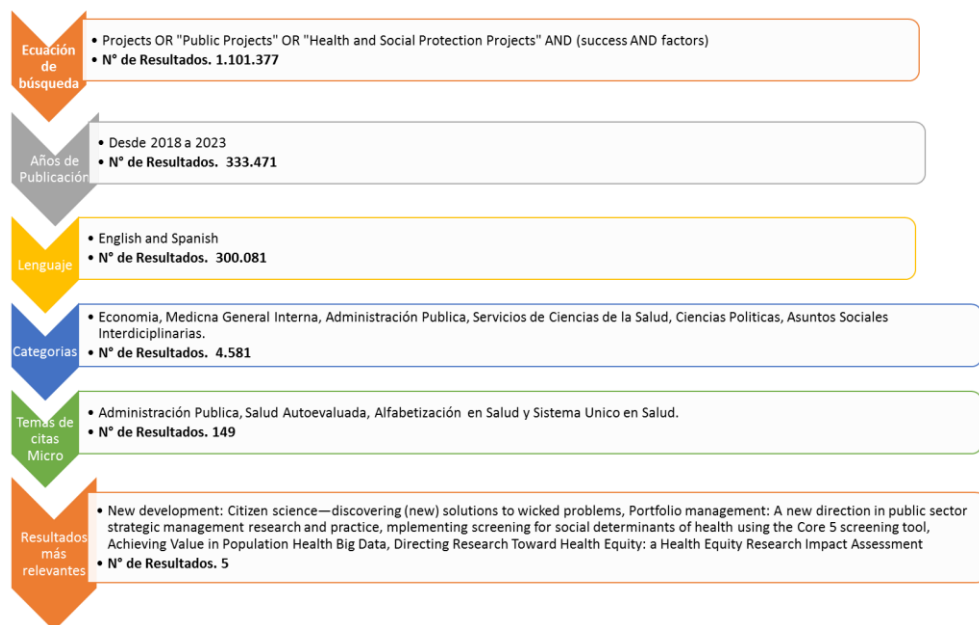 Ecuación
de
búsqueda
• Projects OR "Public Projects" OR "Health and Social Protection Projects" AND (success AND factors)
• N° de Resultados. 1.101.377
Años de
Publicación
• Desde 2018 a 2023
• N° de Resultados. 333.471
Lenguaje
• English and Spanish
• N° de Resultados. 300.081
Categorias
• Economia, Medicna General Interna, Administración Publica, Servicios de Ciencias de la Salud, Ciencias Politicas, Asuntos Sociales
Interdiciplinarias.
• N° de Resultados. 4.581
Temas de
citas
Micro
• Administración Publica, Salud Autoevaluada, Alfabetización en Salud y Sistema Unico en Salud.
• N° de Resultados. 149
Resultados
más
relevantes
• New development: Citizen science—discovering (new) solutions to wicked problems, Portfolio management: A new direction in public sector
strategic management research and practice, mplementing screening for social determinants of health using the Core 5 screening tool,
Achieving Value in Population Health Big Data, Directing Research Toward Health Equity: a Health Equity Research Impact Assessment
• N° de Resultados. 5